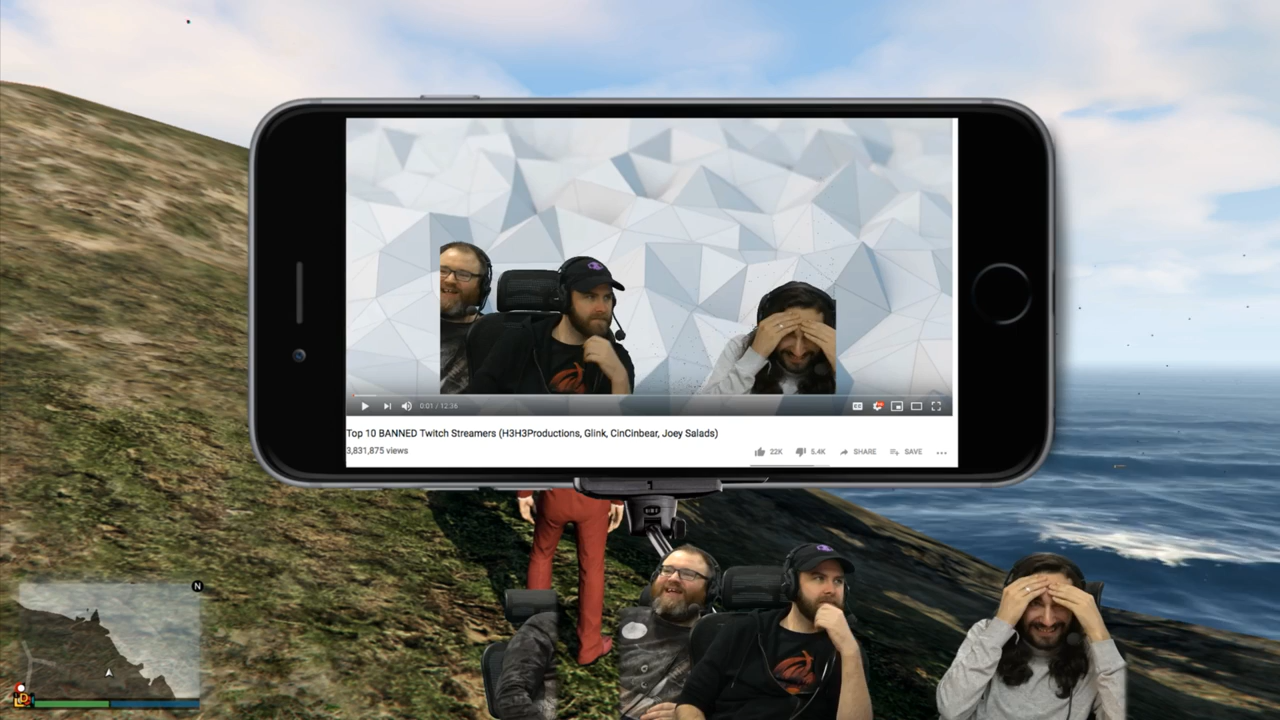 0:01 / 12:36
CC
Top 10 BANNED Twitch Streamers (H3H3Productions, Glink, CinCinbear, Joey Salads)
3,831,875 views
22K 5.4K SHARE SAVE
N